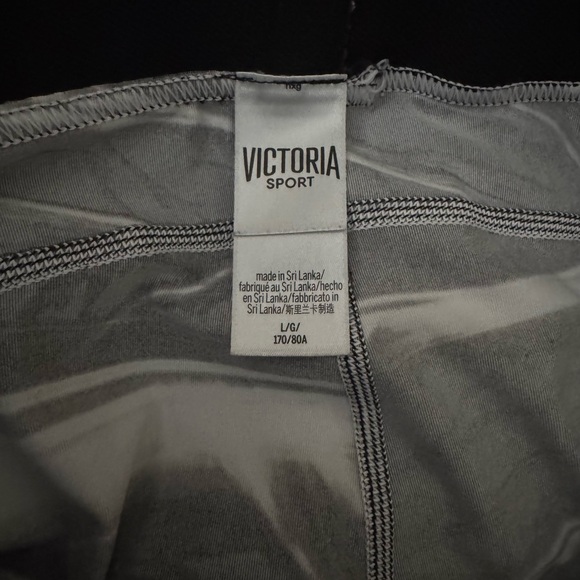 VICTORIA
SPORT
made in Sri Lanka/
fabriqué au Sri Lanka/hecho
en Sri Lanka/fabbricato in
Sri Lanka/斯里兰卡制造
L/G/
170/80A